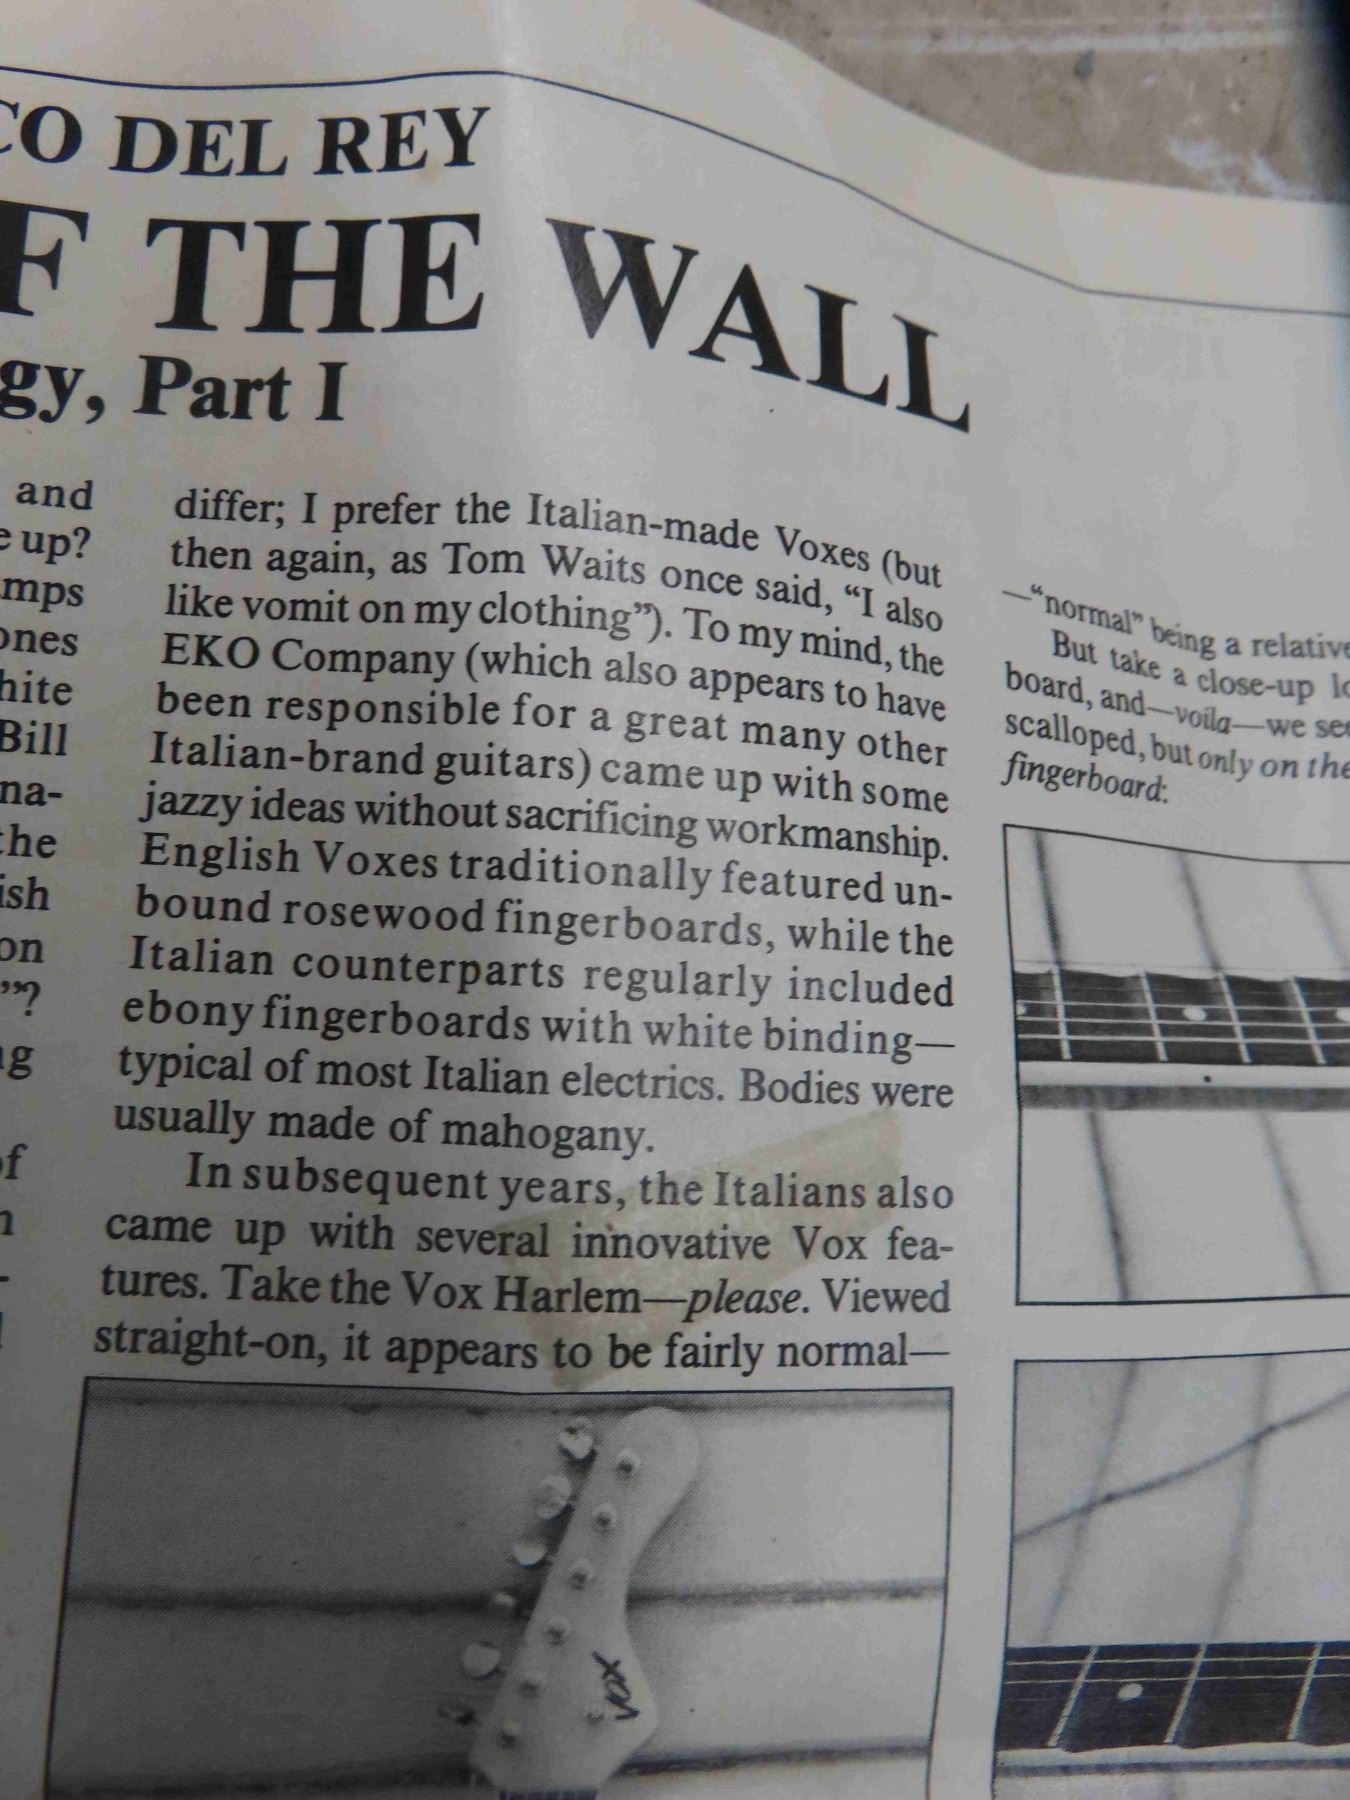 CO DEL REY
F THE WALL
gy, Part I
and
e up?
mps
ones
hite
Bill
na-
the
ish
on
”?
ng
of
differ; I prefer the Italian-made Voxes (but
then again, as Tom Waits once said, “I also
like vomit on my clothing”). To my mind, the
EKO Company (which also appears to have
been responsible for a great many other
Italian-brand guitars) came up with some
jazzy ideas without sacrificing workmanship.
English Voxes traditionally featured un-
bound rosewood fingerboards, while the
Italian counterparts regularly included
ebony fingerboards with white binding—
typical of most Italian electrics. Bodies were
usually made of mahogany.
In subsequent years, the Italians also
came up with several innovative Vox fea-
tures. Take the Vox Harlem—please. Viewed
straight-on, it appears to be fairly normal—
—“normal” being a relative
But take a close-up lo
board, and—voila—we see
scalloped, but only on the
fingerboard:
VOX